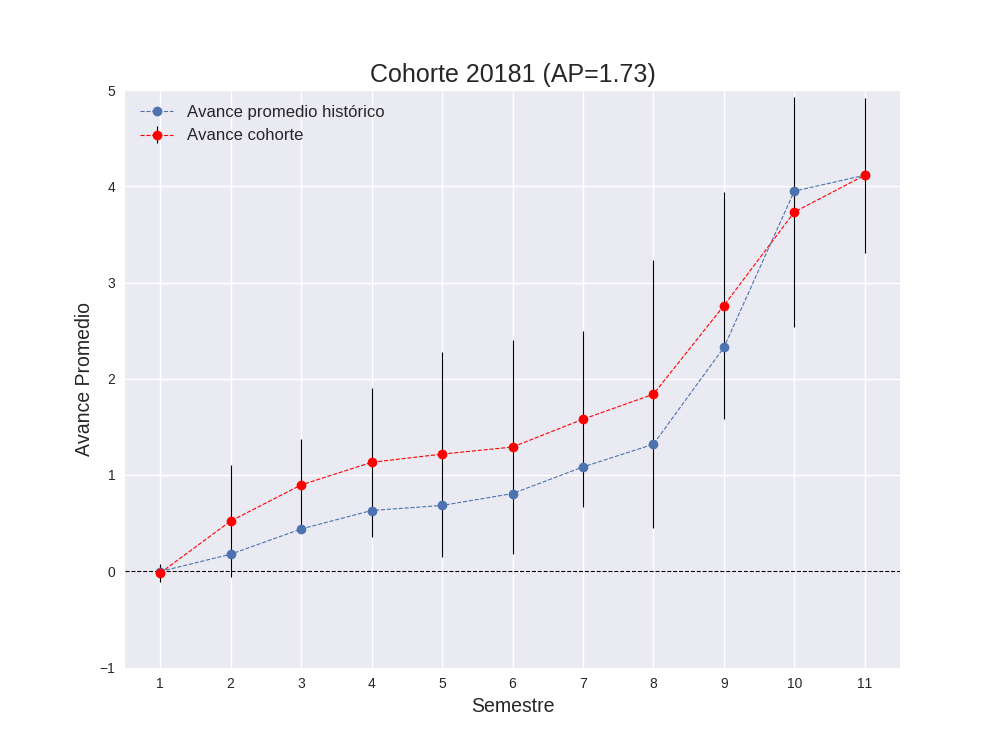 Cohorte 20181 (AP=1.73)
Avance promedio histórico
Avance cohorte
5
4
3
2
1
0
−1
Avance Promedio
1 2 3 4 5 6 7 8 9 10 11
Semestre